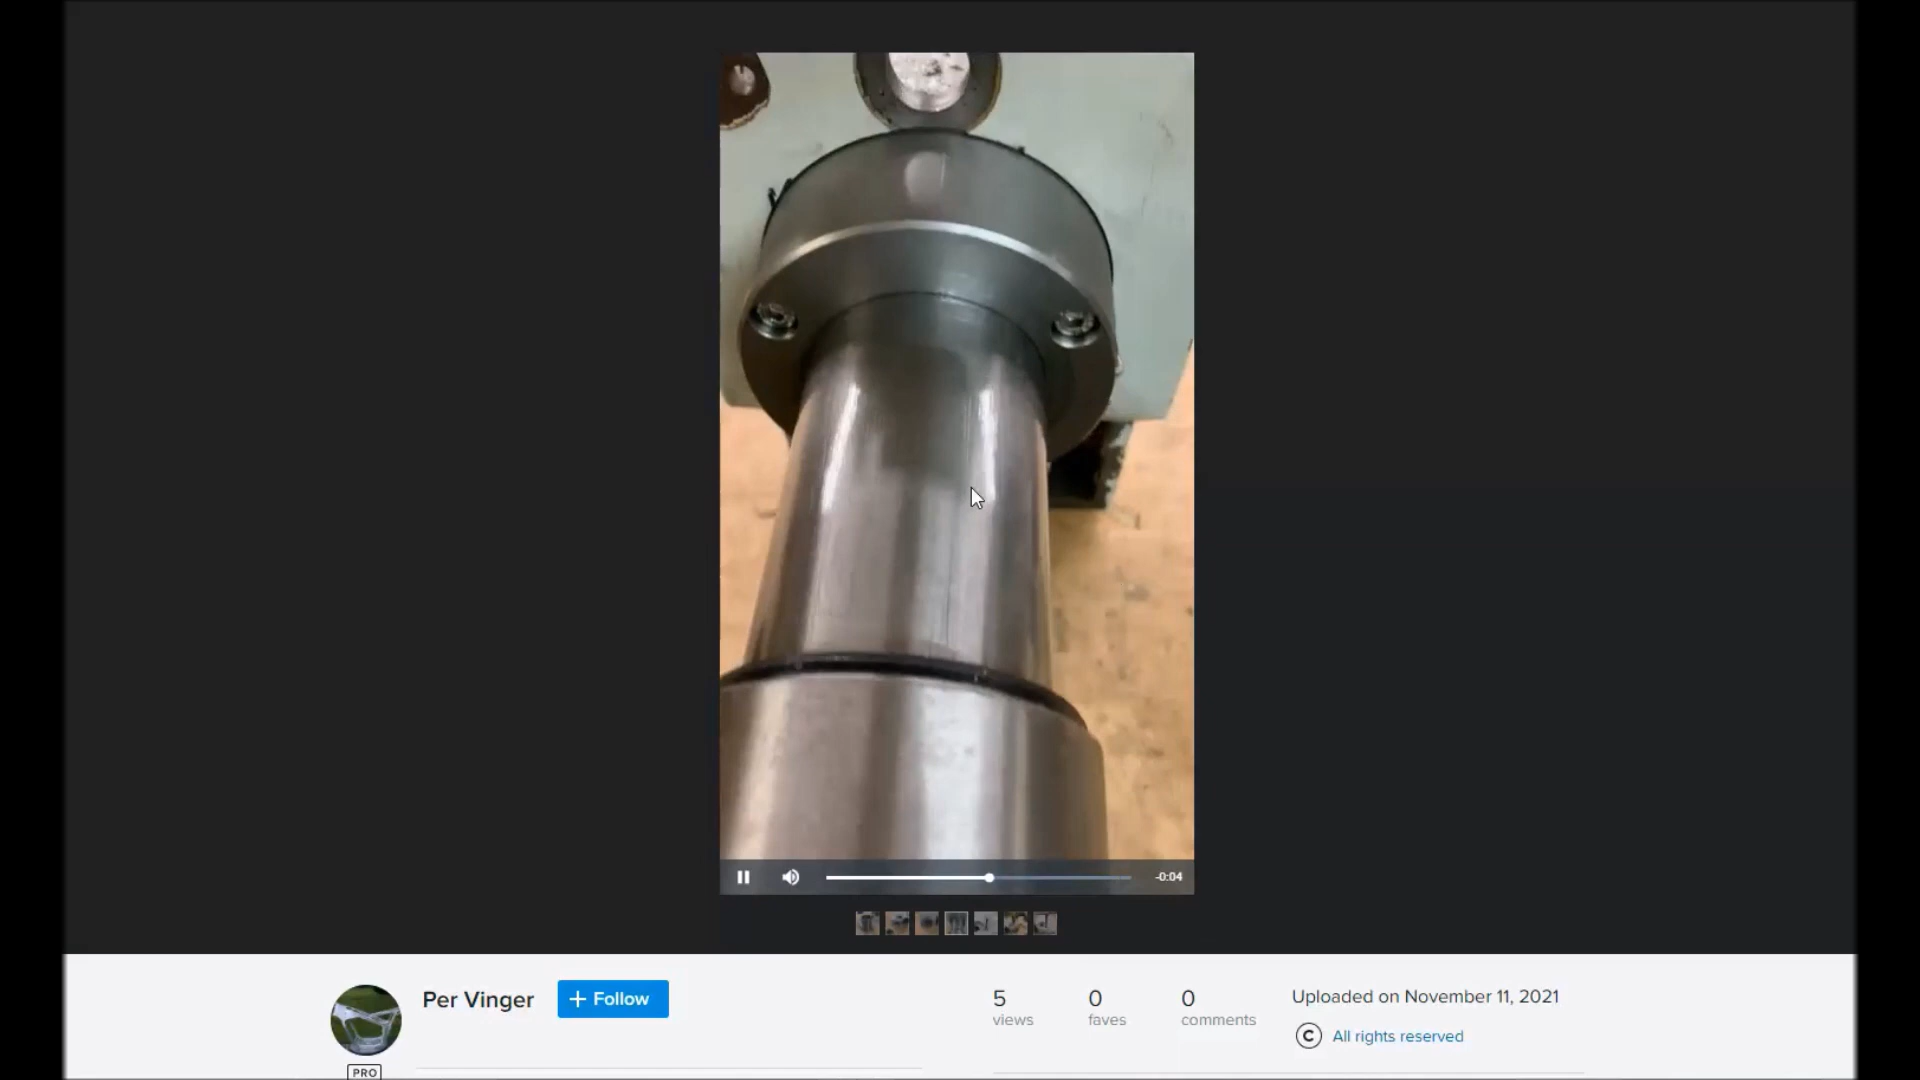 -0:04
Per Vinger
+ Follow
5
views
0
faves
0
comments
Uploaded on November 11, 2021
C All rights reserved
PRO